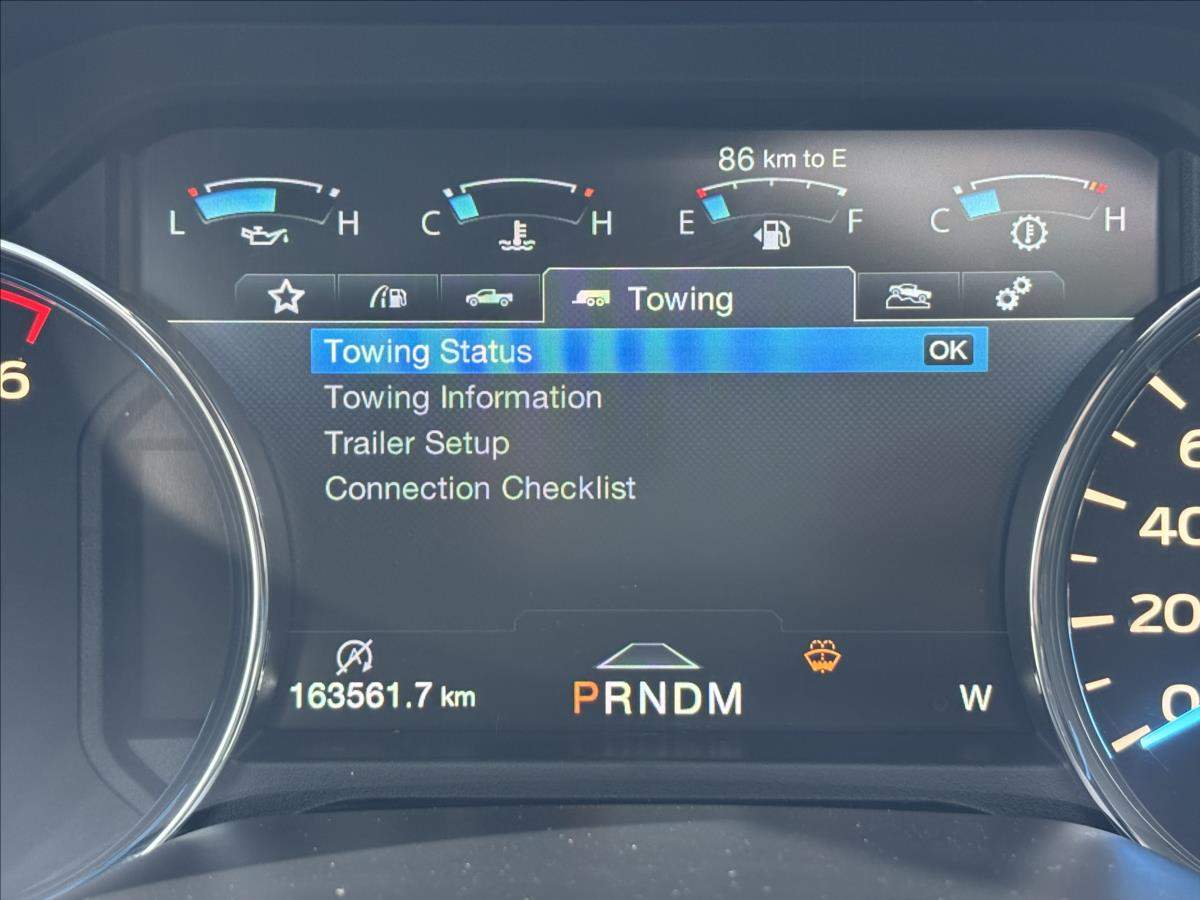 86 km to E
L H C H E F C H
Towing
Towing Status OK
Towing Information
Trailer Setup
Connection Checklist
163561.7 km PRNDM W
6
40
20
0